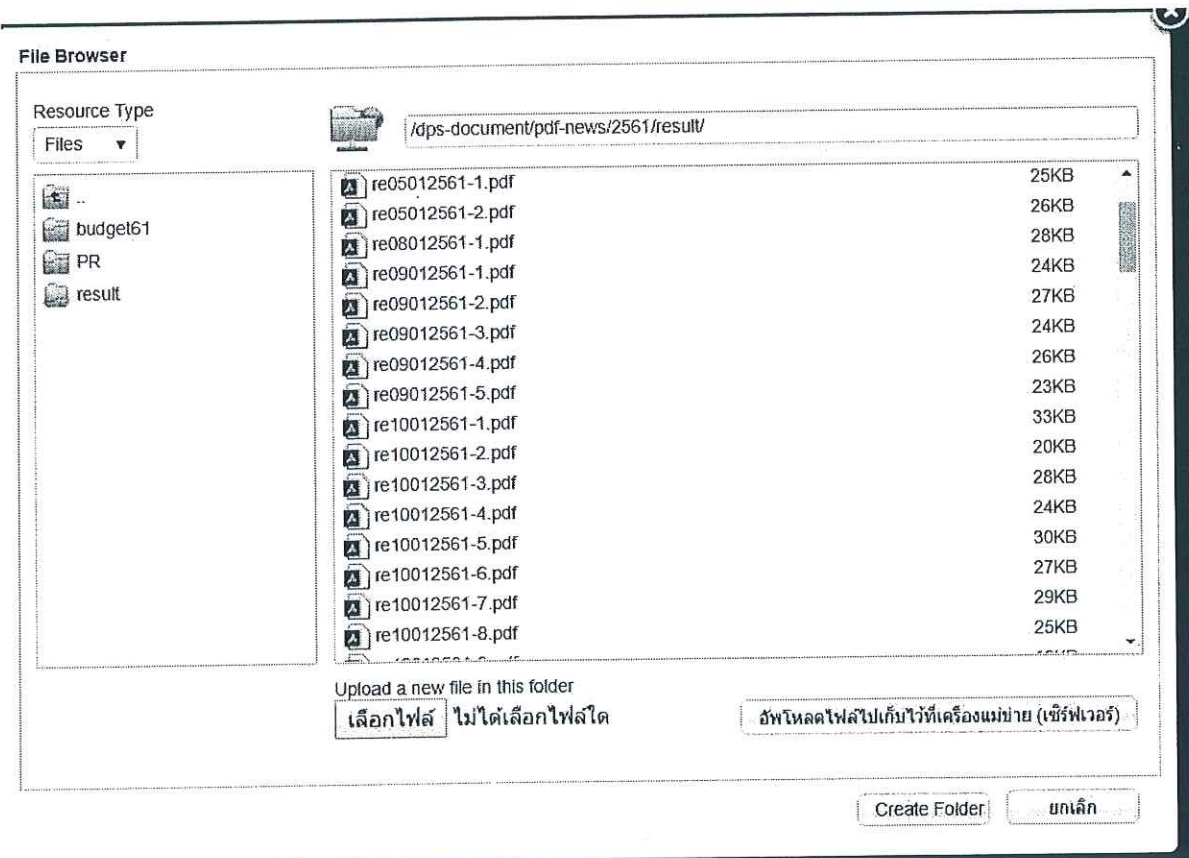 File Browser
Resource Type
Files
/dps-document/pdf-news/2561/result/
..
budget61
PR
result
re05012561-1.pdf 25KB
re05012561-2.pdf 26KB
re08012561-1.pdf 28KB
re09012561-1.pdf 24KB
re09012561-2.pdf 27KB
re09012561-3.pdf 24KB
re09012561-4.pdf 26KB
re09012561-5.pdf 23KB
re10012561-1.pdf 33KB
re10012561-2.pdf 20KB
re10012561-3.pdf 28KB
re10012561-4.pdf 24KB
re10012561-5.pdf 30KB
re10012561-6.pdf 27KB
re10012561-7.pdf 29KB
re10012561-8.pdf 25KB
Upload a new file in this folder
เลือกไฟล์ ไม่ได้เลือกไฟล์ใด
อัพโหลดไฟล์ไปเก็บไว้ที่เครื่องแม่ข่าย (เซิร์ฟเวอร์)
Create Folder ยกเลิก